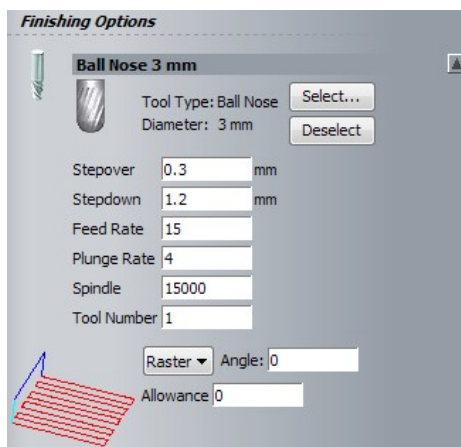 Finishing Options
Ball Nose 3 mm
Tool Type: Ball Nose
Select...
Diameter: 3 mm
Deselect
Stepover 0.3 mm
Stepdown 1.2 mm
Feed Rate 15
Plunge Rate 4
Spindle 15000
Tool Number 1
Raster Angle: 0
Allowance 0